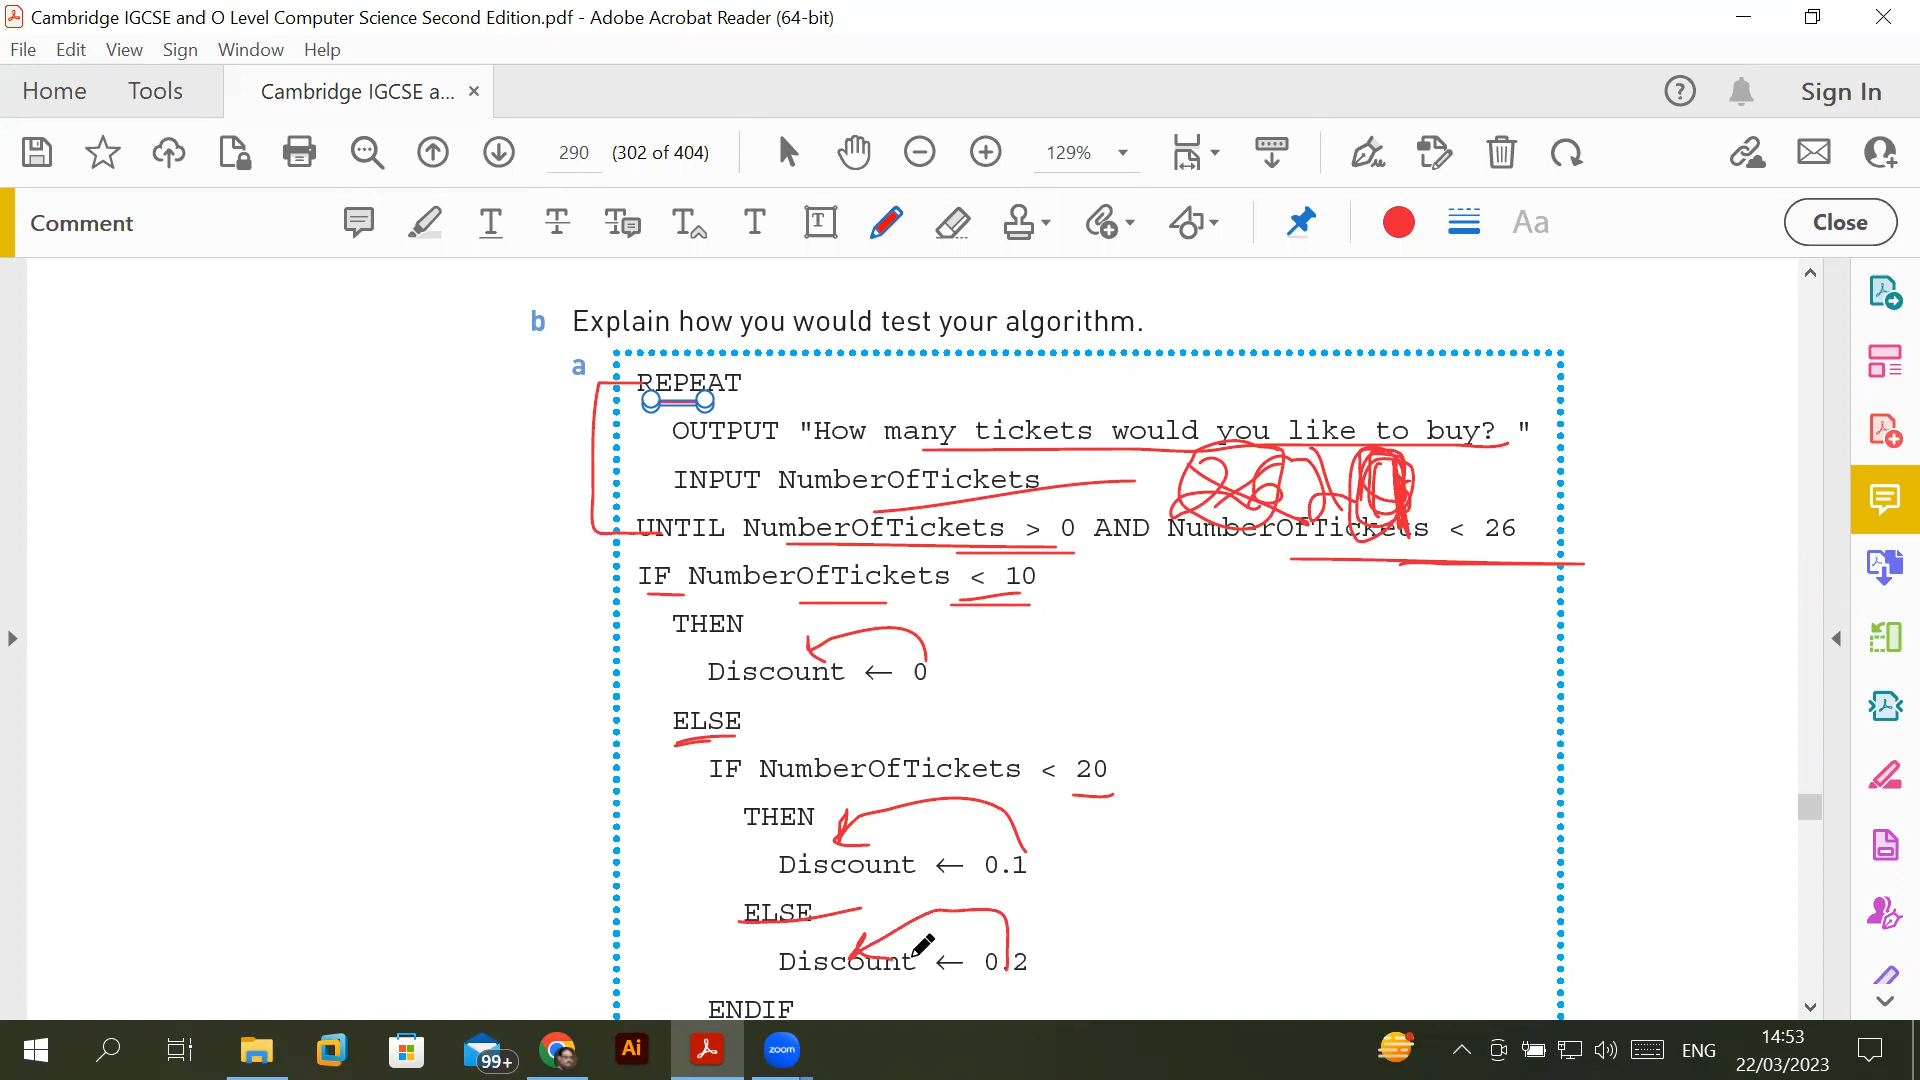 Cambridge IGCSE and O Level Computer Science Second Edition.pdf - Adobe Acrobat Reader (64-bit)
File Edit View Sign Window Help
Home Tools Cambridge IGCSE a... × Sign In
290 (302 of 404) 129%
Comment Aa Close
b Explain how you would test your algorithm.
a
REPEAT
OUTPUT "How many tickets would you like to buy? "
INPUT NumberOfTickets
26 0
UNTIL NumberOfTickets > 0 AND NumberOfTickets < 26
IF NumberOfTickets < 10
THEN
Discount ← 0
ELSE
IF NumberOfTickets < 20
THEN
Discount ← 0.1
ELSE
Discount ← 0.2
ENDIF
99+ Ai zoom ENG 14:53
22/03/2023